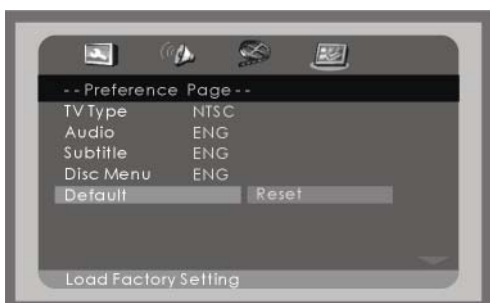 -- Preference Page --
TV Type NTSC
Audio ENG
Subtitle ENG
Disc Menu ENG
Default Reset
Load Factory Setting